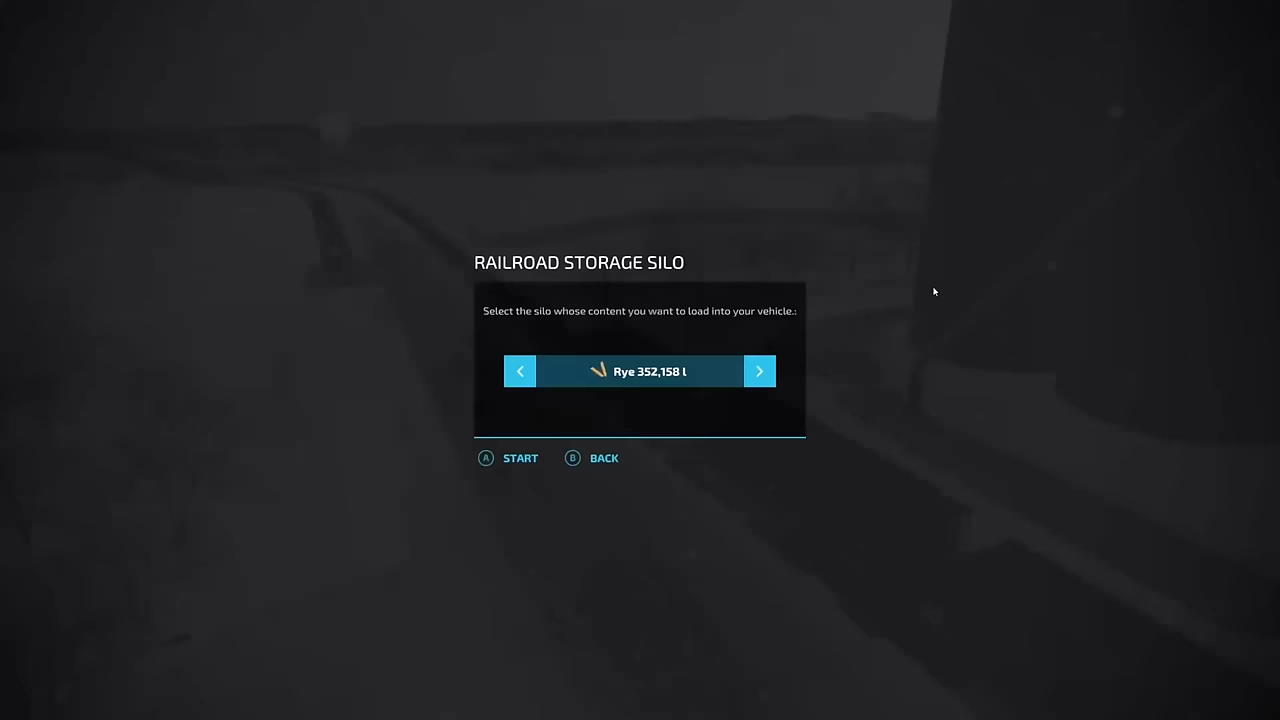 RAILROAD STORAGE SILO
Select the silo whose content you want to load into your vehicle.:
Rye 352,158 l
A START B BACK